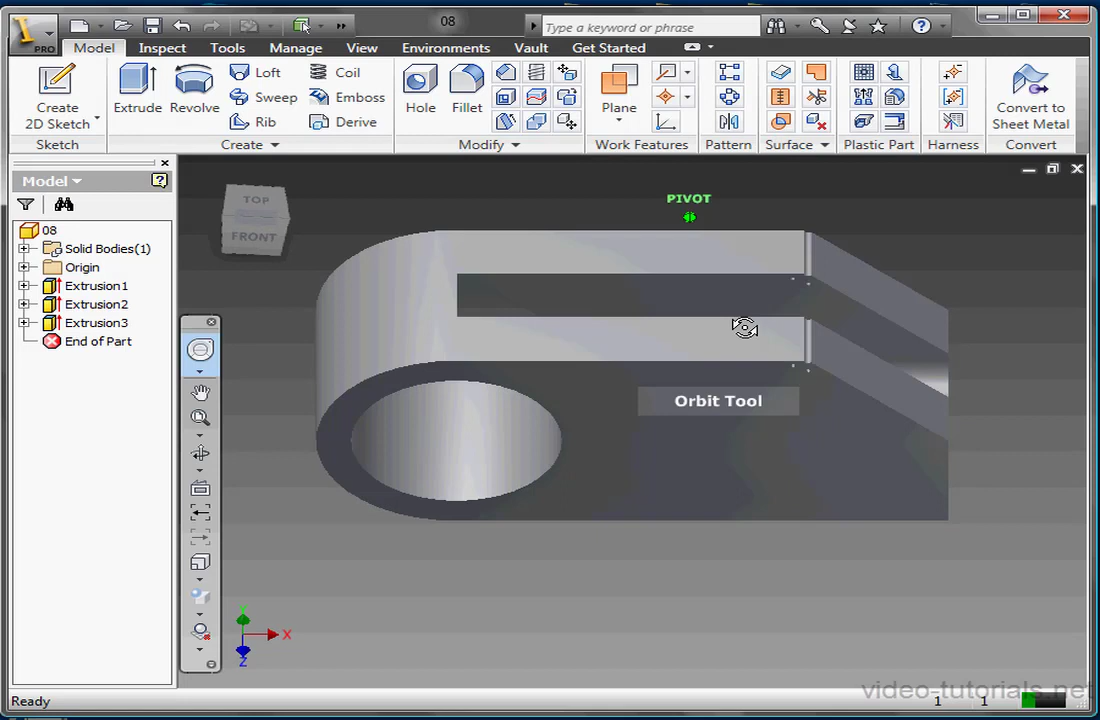 08
Type a keyword or phrase
PRO
Model
Inspect
Tools
Manage
View
Environments
Vault
Get Started
Create
2D Sketch
Extrude
Revolve
Loft
Sweep
Rib
Coil
Emboss
Derive
Hole
Fillet
Plane
Convert to
Sheet Metal
Sketch
Create
Modify
Work Features
Pattern
Surface
Plastic Part
Harness
Convert
Model
08
Solid Bodies(1)
Origin
Extrusion1
Extrusion2
Extrusion3
End of Part
TOP
FRONT
PIVOT
Orbit Tool
X
Z
video-tutorials.net
Ready
1
1